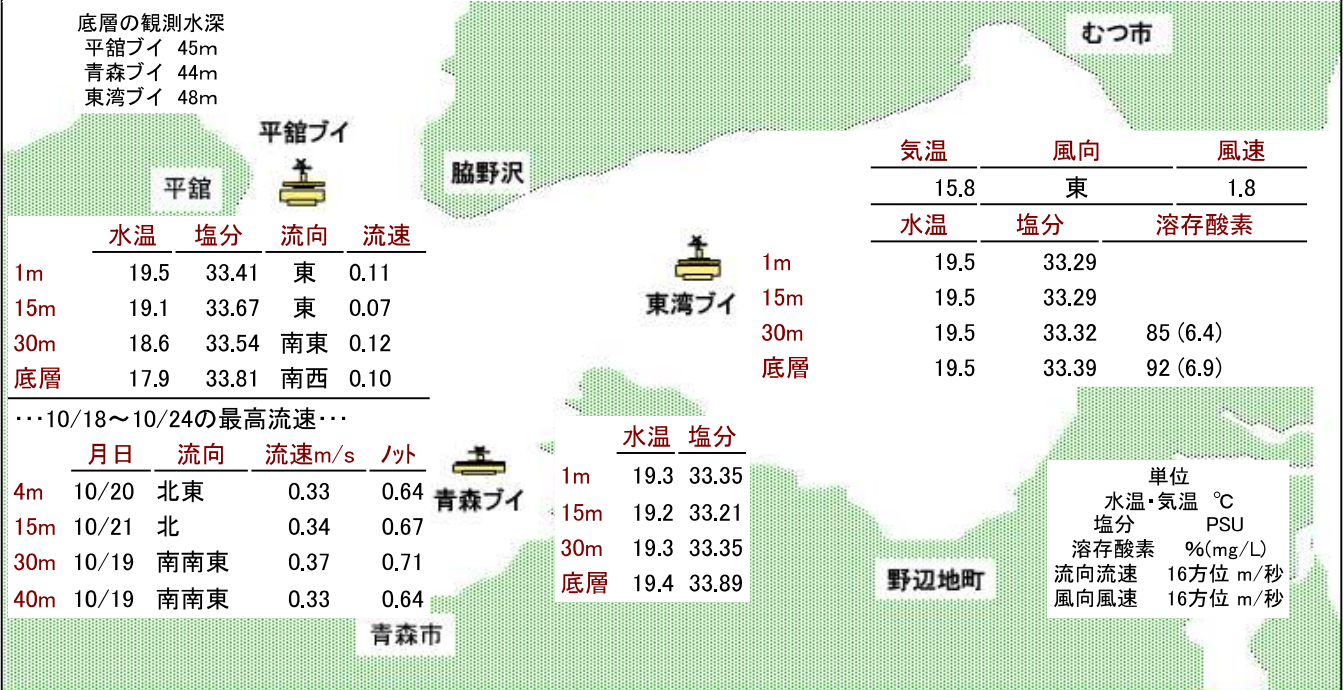 底層の観測水深
平舘ブイ 45m
青森ブイ 44m
東湾ブイ 48m
むつ市
平舘ブイ
平舘
脇野沢
気温 風向 風速
15.8 東 1.8
水温 塩分 溶存酸素
1m 19.5 33.29
15m 19.5 33.29
30m 19.5 33.32 85 (6.4)
底層 19.5 33.39 92 (6.9)
東湾ブイ
水温 塩分 流向 流速
1m 19.5 33.41 東 0.11
15m 19.1 33.67 東 0.07
30m 18.6 33.54 南東 0.12
底層 17.9 33.81 南西 0.10
…10/18～10/24の最高流速…
月日 流向 流速m/s ノット
4m 10/20 北東 0.33 0.64
15m 10/21 北 0.34 0.67
30m 10/19 南南東 0.37 0.71
40m 10/19 南南東 0.33 0.64
青森ブイ
水温 塩分
1m 19.3 33.35
15m 19.2 33.21
30m 19.3 33.35
底層 19.4 33.89
青森市
野辺地町
単位
水温・気温 ℃
塩分 PSU
溶存酸素 %(mg/L)
流向流速 16方位 m/秒
風向風速 16方位 m/秒